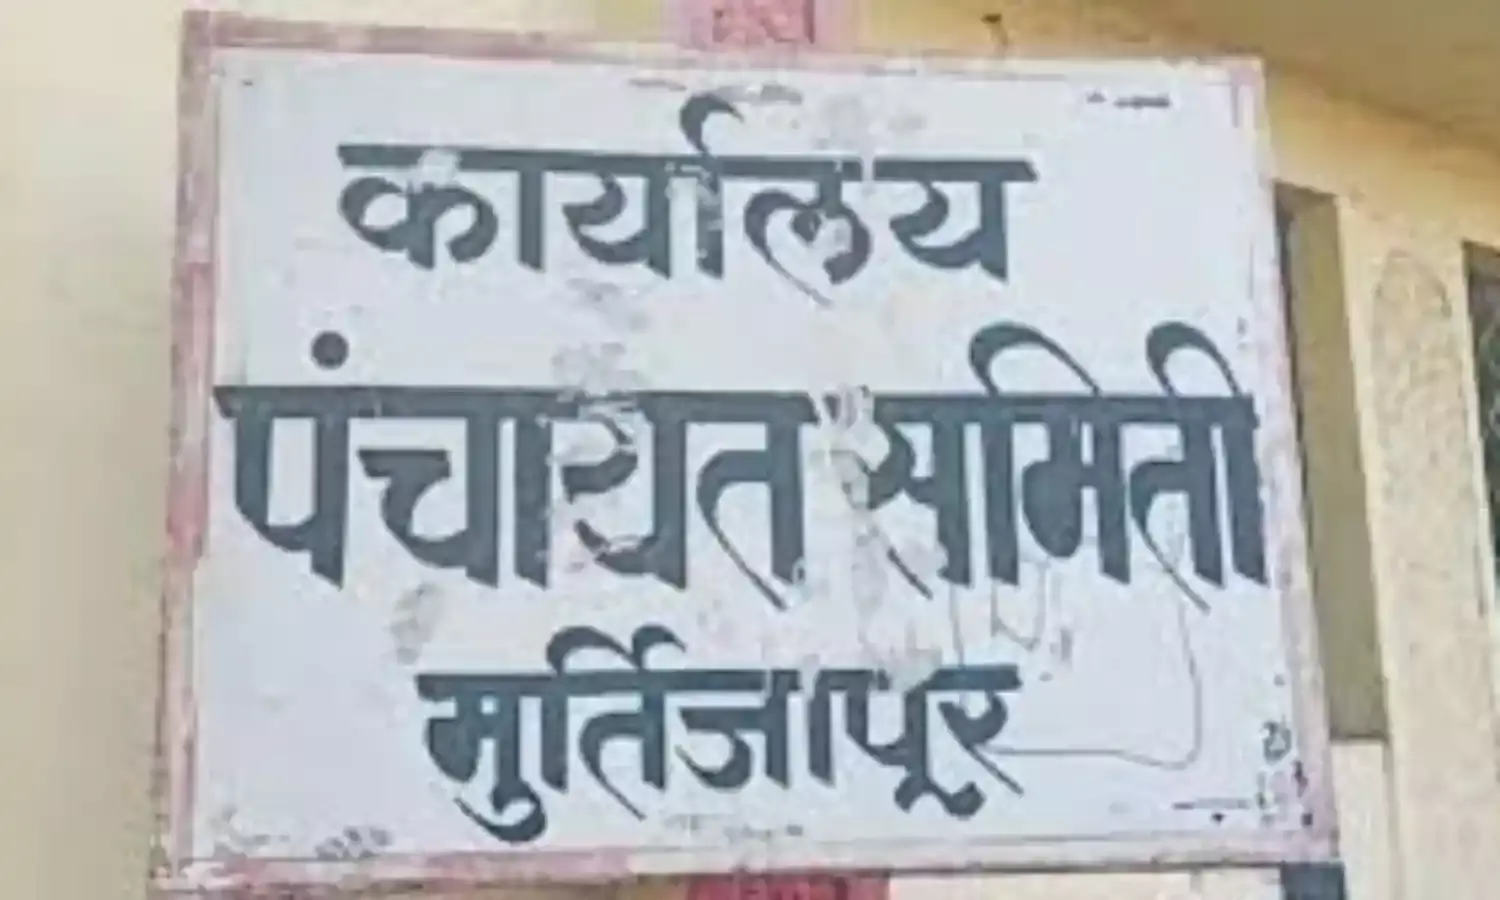 कार्यालय
पंचायत समिती
मुर्तिजापूर